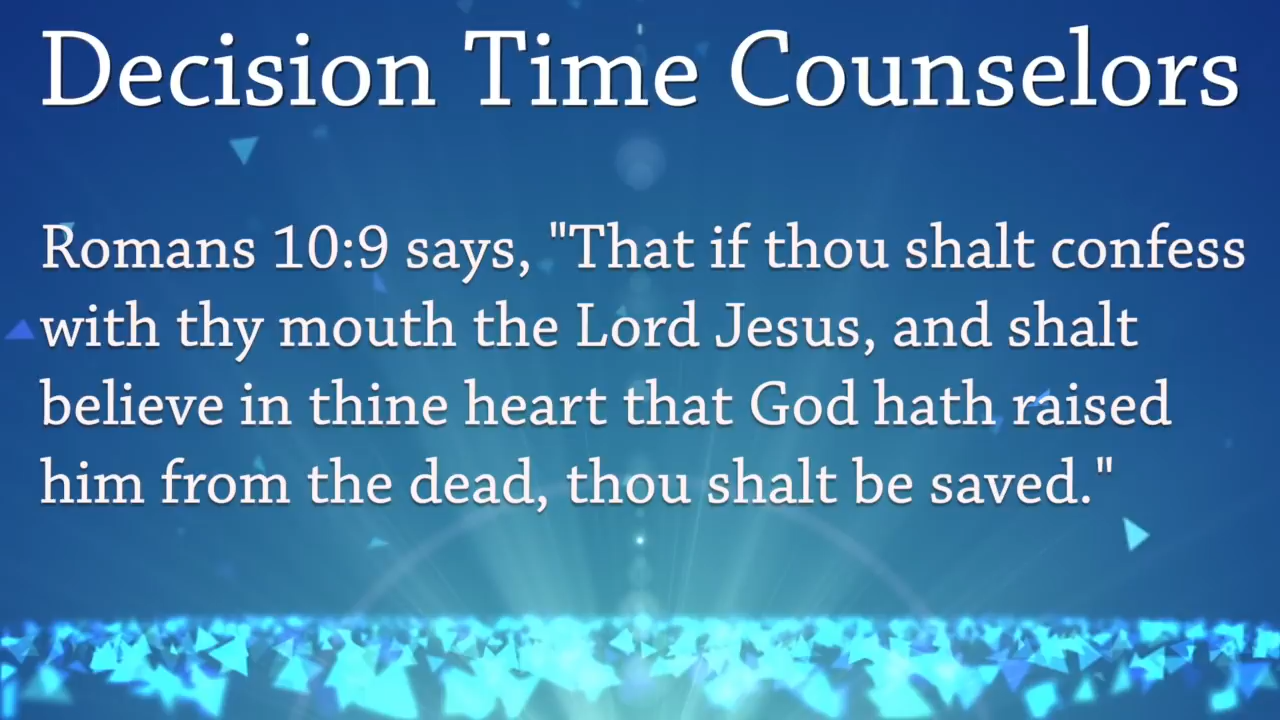 Decision Time Counselors
Romans 10:9 says, "That if thou shalt confess
with thy mouth the Lord Jesus, and shalt
believe in thine heart that God hath raised
him from the dead, thou shalt be saved."